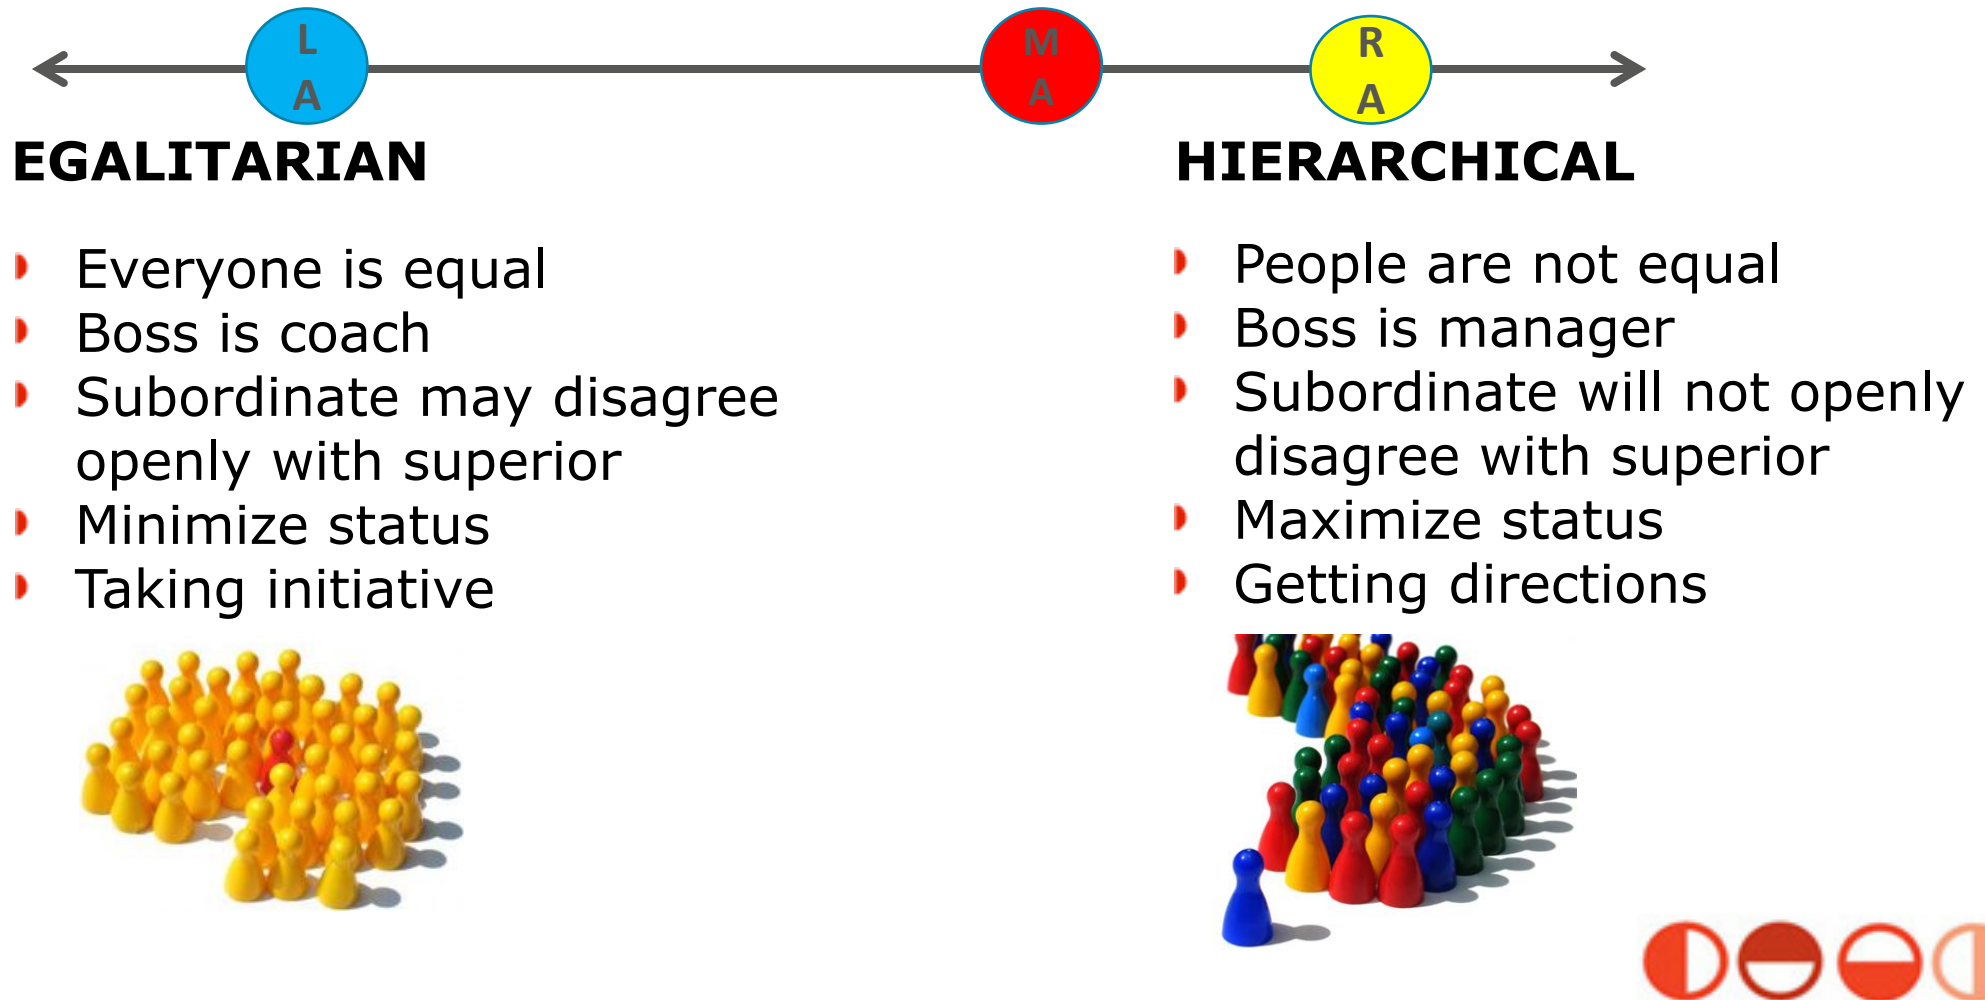 L
A
M
A
R
A
EGALITARIAN
Everyone is equal
Boss is coach
Subordinate may disagree
openly with superior
Minimize status
Taking initiative
HIERARCHICAL
People are not equal
Boss is manager
Subordinate will not openly
disagree with superior
Maximize status
Getting directions